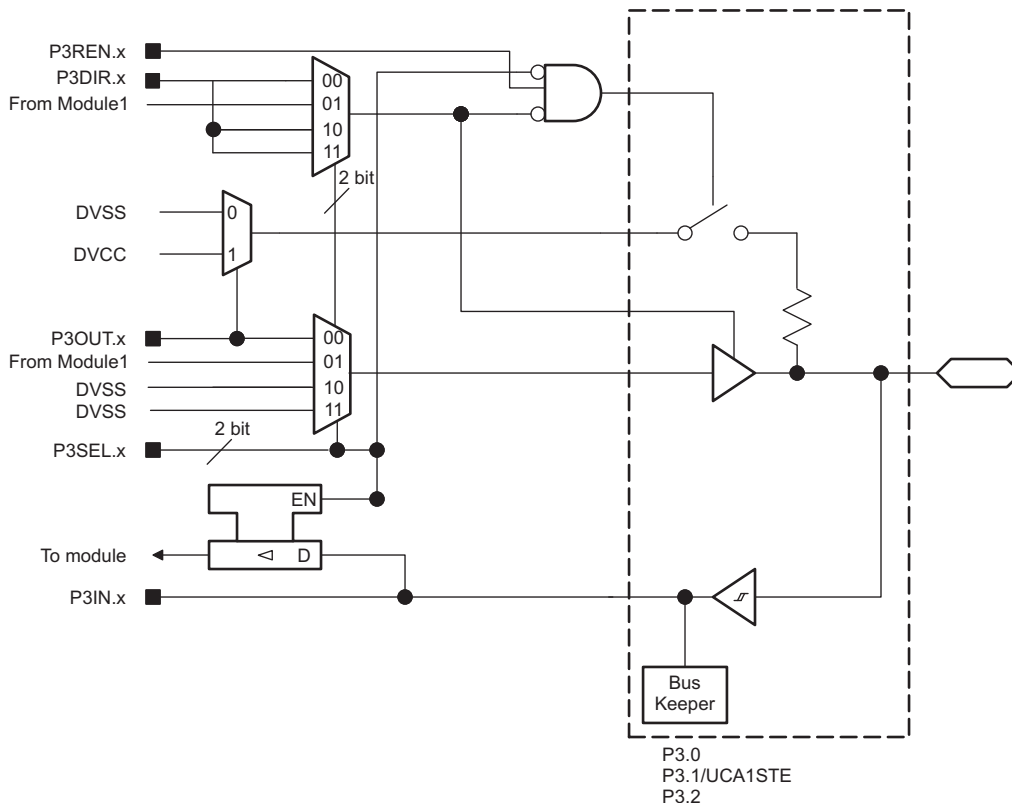 P3REN.x
P3DIR.x
From Module1
00
01
10
11
2 bit
DVSS
DVCC
0
1
P3OUT.x
From Module1
DVSS
DVSS
00
01
10
11
P3SEL.x
2 bit
EN
D
To module
P3IN.x
Bus
Keeper
P3.0
P3.1/UCA1STE
P3.2